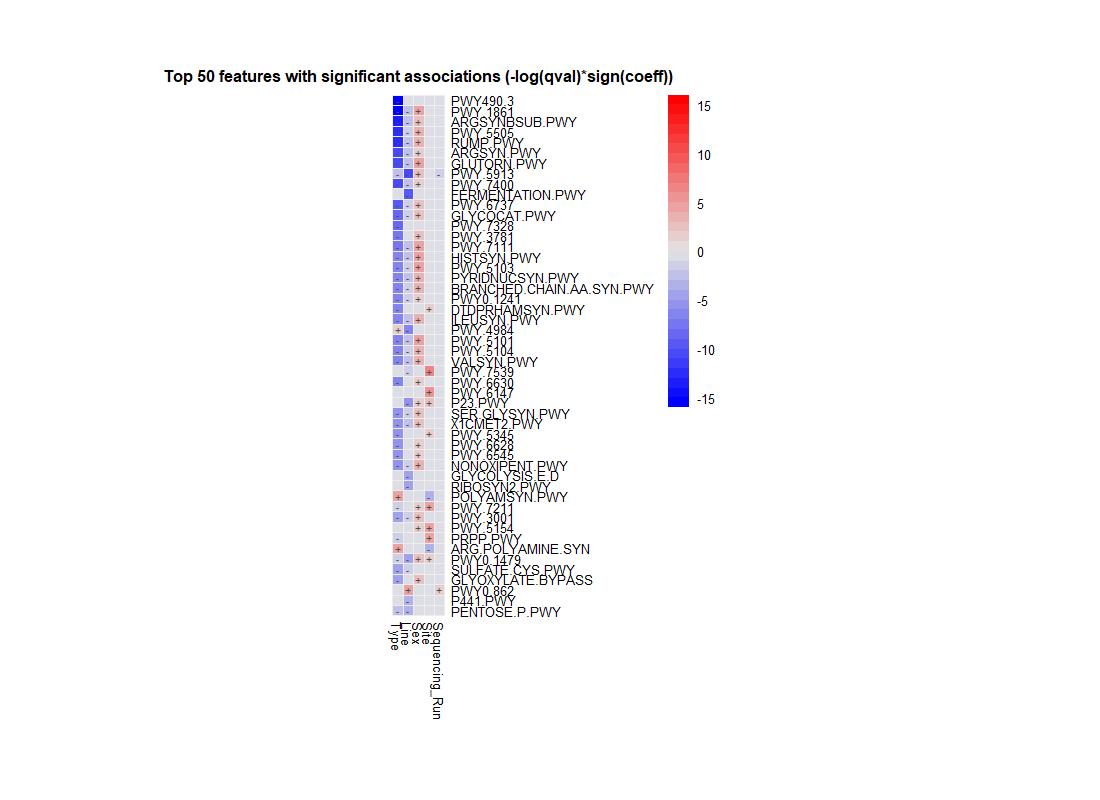 Top 50 features with significant associations (-log(qval)*sign(coeff))
PWY490.3
PWY.1861
ARGSYNBSUB.PWY
PWY.5505
RUMP.PWY
ARGSYN.PWY
GLUTORN.PWY
PWY.5913
PWY.7400
FERMENTATION.PWY
PWY.6737
GLYCOCAT.PWY
PWY.7328
PWY.3781
PWY.7111
HISTSYN.PWY
PWY.5103
PYRIDNUCSYN.PWY
BRANCHED.CHAIN.AA.SYN.PWY
PWY0.1241
DTDPRHAMSYN.PWY
ILEUSYN.PWY
PWY.4984
PWY.5101
PWY.5104
VALSYN.PWY
PWY.7539
PWY.6630
PWY.6147
P23.PWY
SER.GLYSYN.PWY
X1CMET2.PWY
PWY.5345
PWY.6628
PWY.6545
NONOXIPENT.PWY
GLYCOLYSIS.E.D
RIBOSYN2.PWY
POLYAMSYN.PWY
PWY.7211
PWY.3001
PWY.5154
PRPP.PWY
ARG.POLYAMINE.SYN
PWY0.1479
SULFATE.CYS.PWY
GLYOXYLATE.BYPASS
PWY0.862
P441.PWY
PENTOSE.P.PWY
15
10
5
0
-5
-10
-15
Type
Line
Sex
Site
Sequencing_Run